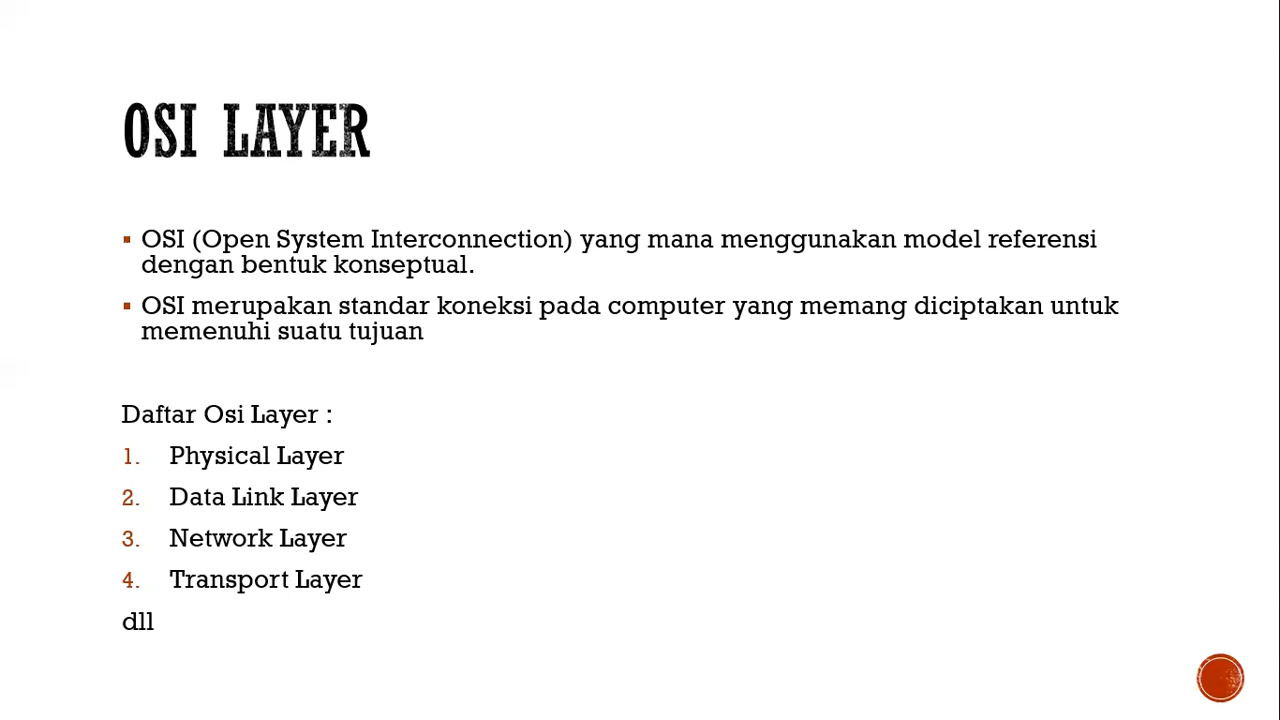 OSI LAYER
▪ OSI (Open System Interconnection) yang mana menggunakan model referensi
dengan bentuk konseptual.
▪ OSI merupakan standar koneksi pada computer yang memang diciptakan untuk
memenuhi suatu tujuan
Daftar Osi Layer :
1. Physical Layer
2. Data Link Layer
3. Network Layer
4. Transport Layer
dll